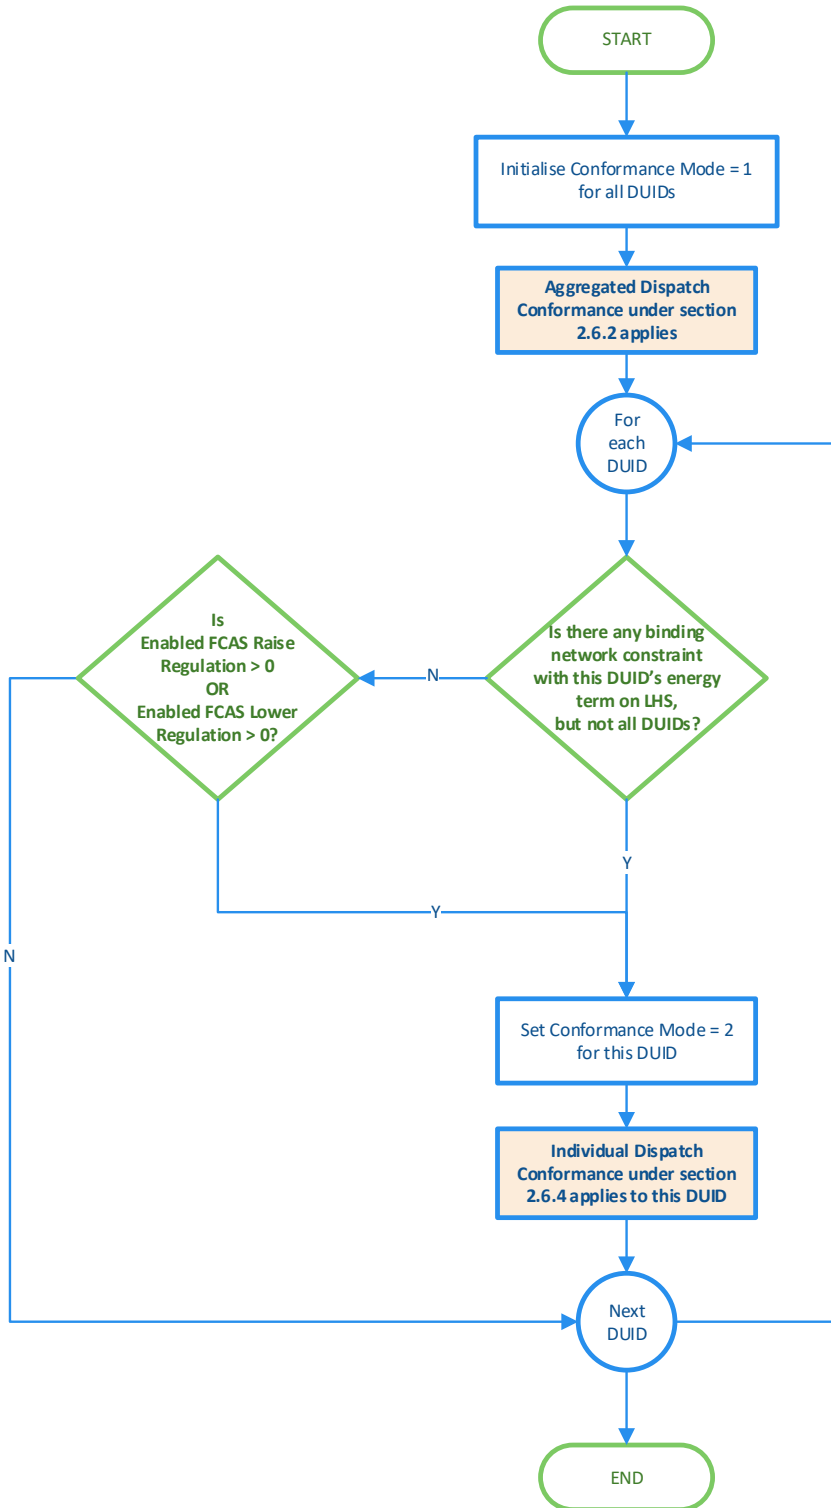 START
Initialise Conformance Mode = 1
for all DUIDs
Aggregated Dispatch
Conformance under section
2.6.2 applies
For
each
DUID
Is there any binding
network constraint
with this DUID's energy
term on LHS,
but not all DUIDs?
N
Is
Enabled FCAS Raise
Regulation > 0
OR
Enabled FCAS Lower
Regulation > 0?
Y
Y
N
Set Conformance Mode = 2
for this DUID
Individual Dispatch
Conformance under section
2.6.4 applies to this DUID
Next
DUID
END